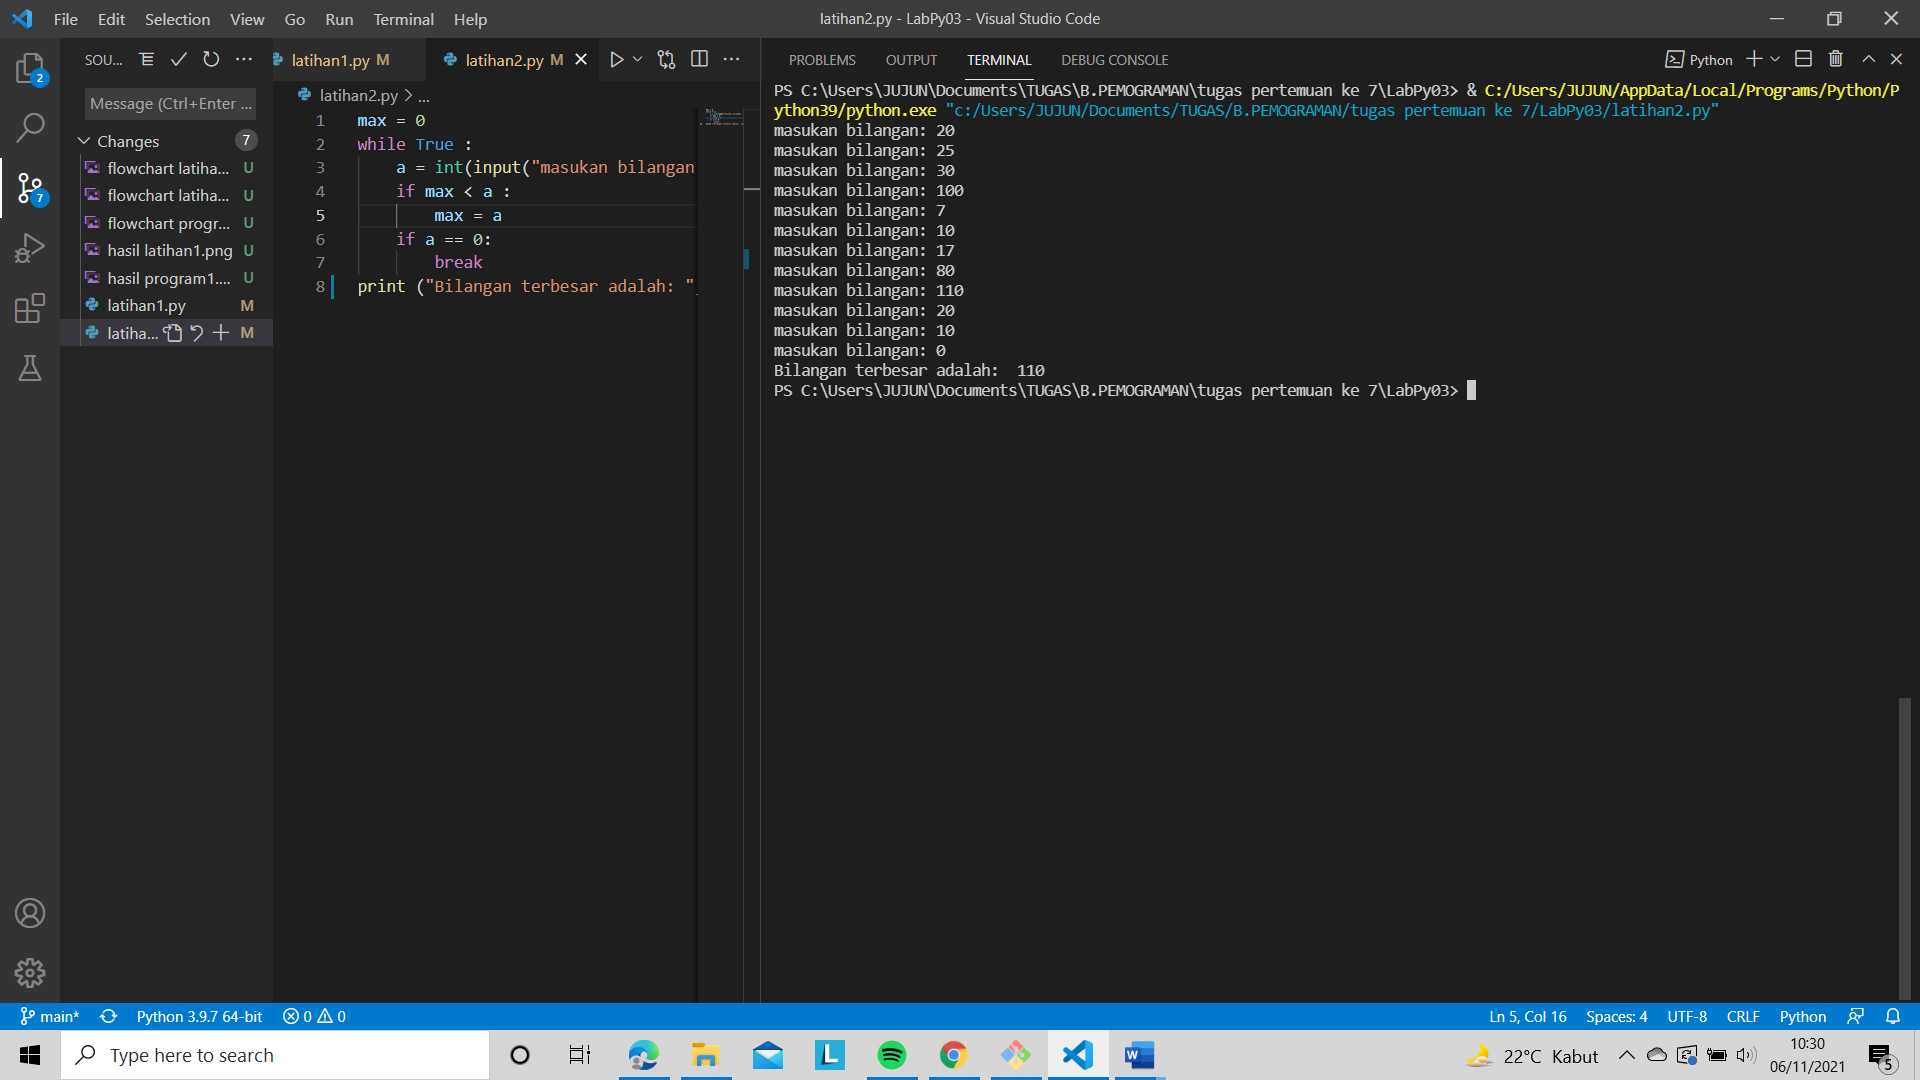 File Edit Selection View Go Run Terminal Help
latihan2.py - LabPy03 - Visual Studio Code
SOU...
latihan1.py M
latihan2.py M
PROBLEMS OUTPUT TERMINAL DEBUG CONSOLE
Python
2
7
Message (Ctrl+Enter ...
Changes 7
flowchart latiha... U
flowchart latiha... U
flowchart progr... U
hasil latihan1.png U
hasil program1.... U
latihan1.py M
latiha... M
latihan2.py > ...
1 max = 0
2 while True :
3 a = int(input("masukan bilangan
4 if max < a :
5 max = a
6 if a == 0:
7 break
8 print ("Bilangan terbesar adalah: "
PS C:\Users\JUJUN\Documents\TUGAS\B.PEMOGRAMAN\tugas pertemuan ke 7\LabPy03> & C:/Users/JUJUN/AppData/Local/Programs/Python/P
ython39/python.exe "c:/Users/JUJUN/Documents/TUGAS/B.PEMOGRAMAN/tugas pertemuan ke 7/LabPy03/latihan2.py"
masukan bilangan: 20
masukan bilangan: 25
masukan bilangan: 30
masukan bilangan: 100
masukan bilangan: 7
masukan bilangan: 10
masukan bilangan: 17
masukan bilangan: 80
masukan bilangan: 110
masukan bilangan: 20
masukan bilangan: 10
masukan bilangan: 0
Bilangan terbesar adalah:  110
PS C:\Users\JUJUN\Documents\TUGAS\B.PEMOGRAMAN\tugas pertemuan ke 7\LabPy03>
main* Python 3.9.7 64-bit 0 0 Ln 5, Col 16 Spaces: 4 UTF-8 CRLF Python
Type here to search
L
W
22°C Kabut
10:30
06/11/2021
5